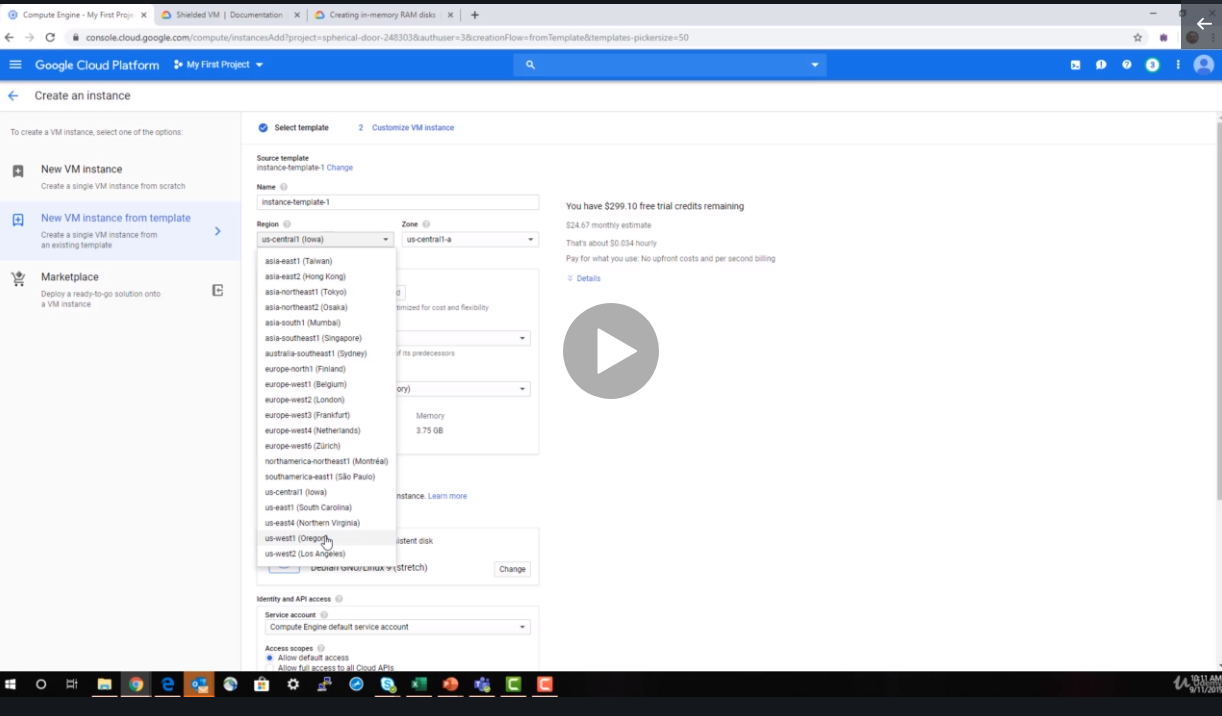 Compute Engine - My First Proje
Shielded VM | Documentation
Creating in-memory RAM disks
console.cloud.google.com/compute/instancesAdd?project=spherical-door-248303&authuser=3&creationFlow=fromTemplate&templates-pickersize=50
Google Cloud Platform
My First Project
3
Create an instance
To create a VM instance, select one of the options:
New VM instance
Create a single VM instance from scratch
New VM instance from template
Create a single VM instance from
an existing template
Marketplace
Deploy a ready-to-go solution onto
a VM instance
Select template
2 Customize VM instance
Source template
instance-template-1 Change
Name
instance-template-1
Region
Zone
us-central1 (Iowa)
us-central1-a
asia-east1 (Taiwan)
asia-east2 (Hong Kong)
asia-northeast1 (Tokyo)
asia-northeast2 (Osaka)
asia-south1 (Mumbai)
asia-southeast1 (Singapore)
australia-southeast1 (Sydney)
europe-north1 (Finland)
europe-west1 (Belgium)
europe-west2 (London)
europe-west3 (Frankfurt)
europe-west4 (Netherlands)
europe-west6 (Zürich)
northamerica-northeast1 (Montréal)
southamerica-east1 (São Paulo)
us-central1 (Iowa)
us-east1 (South Carolina)
us-east4 (Northern Virginia)
us-west1 (Oregon)
us-west2 (Los Angeles)
d
timized for cost and flexibility
of its predecessors
ory)
Memory
3.75 GB
nstance. Learn more
sistent disk
Debian GNU/Linux 9 (stretch)
Change
Identity and API access
Service account
Compute Engine default service account
Access scopes
Allow default access
Allow full access to all Cloud APIs
You have $299.10 free trial credits remaining
$24.67 monthly estimate
That's about $0.034 hourly
Pay for what you use: No upfront costs and per second billing
Details
10:11 AM
9/11/2019